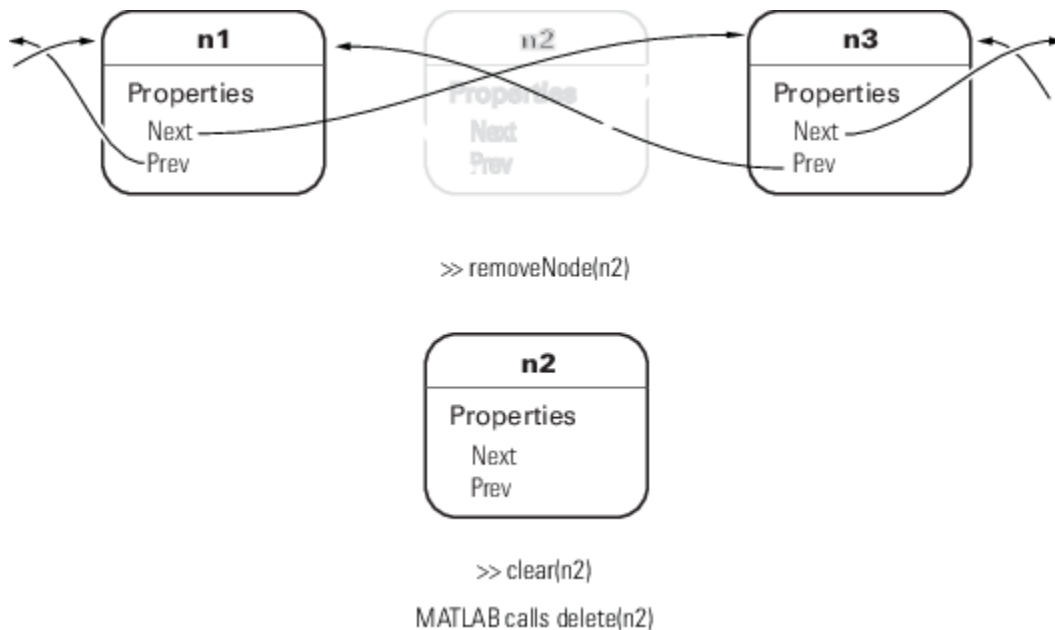 n1
n2
n3
Properties
Properties
Properties
Next
Next
Next
Prev
Prev
Prev
>> removeNode(n2)
n2
Properties
Next
Prev
>> clear(n2)
MATLAB calls delete(n2)